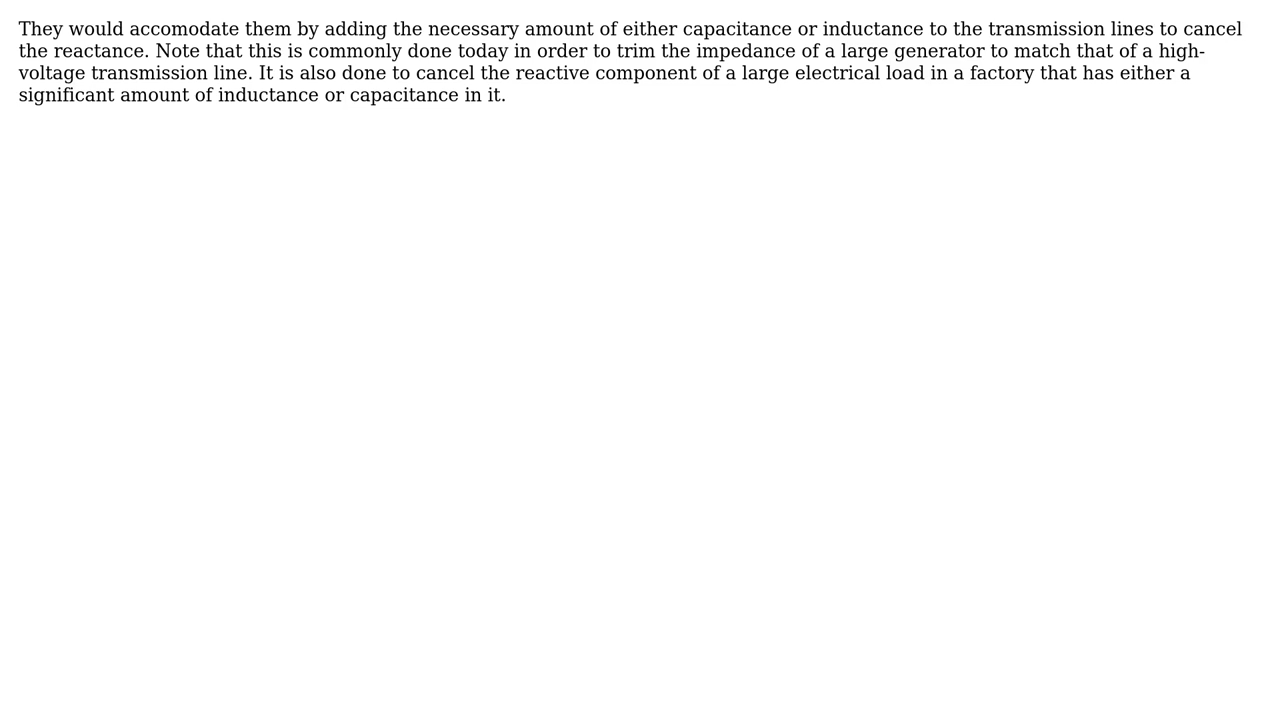 They would accomodate them by adding the necessary amount of either capacitance or inductance to the transmission lines to cancel
the reactance. Note that this is commonly done today in order to trim the impedance of a large generator to match that of a high-
voltage transmission line. It is also done to cancel the reactive component of a large electrical load in a factory that has either a
significant amount of inductance or capacitance in it.